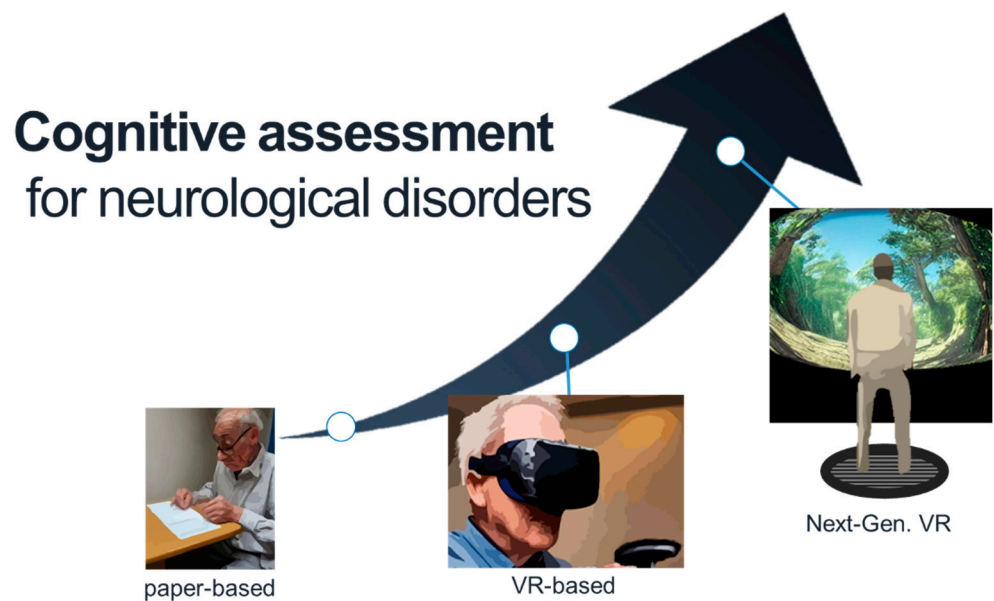 Cognitive assessment
for neurological disorders
paper-based
VR-based
Next-Gen. VR